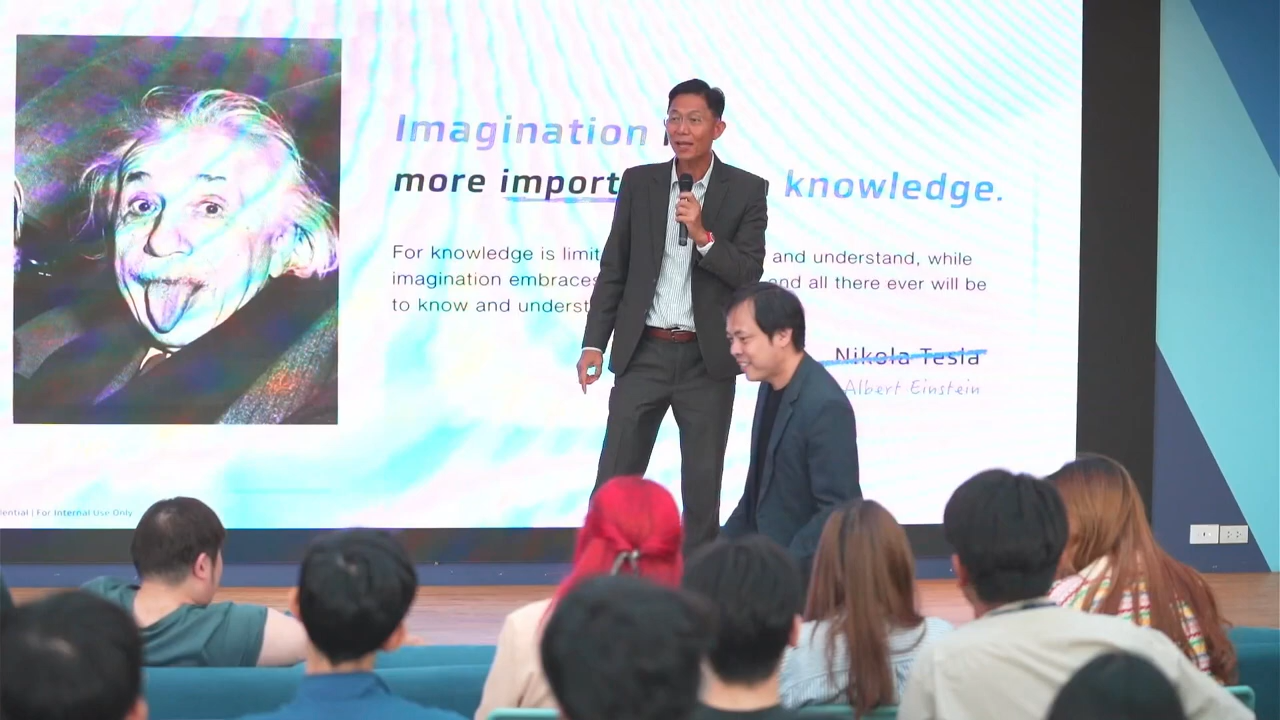 Imagination
more import knowledge.
For knowledge is limit and understand, while
imagination embraces and all there ever will be
to know and underst
Nikola Tesla
Albert Einstein
ential | For Internal Use Only